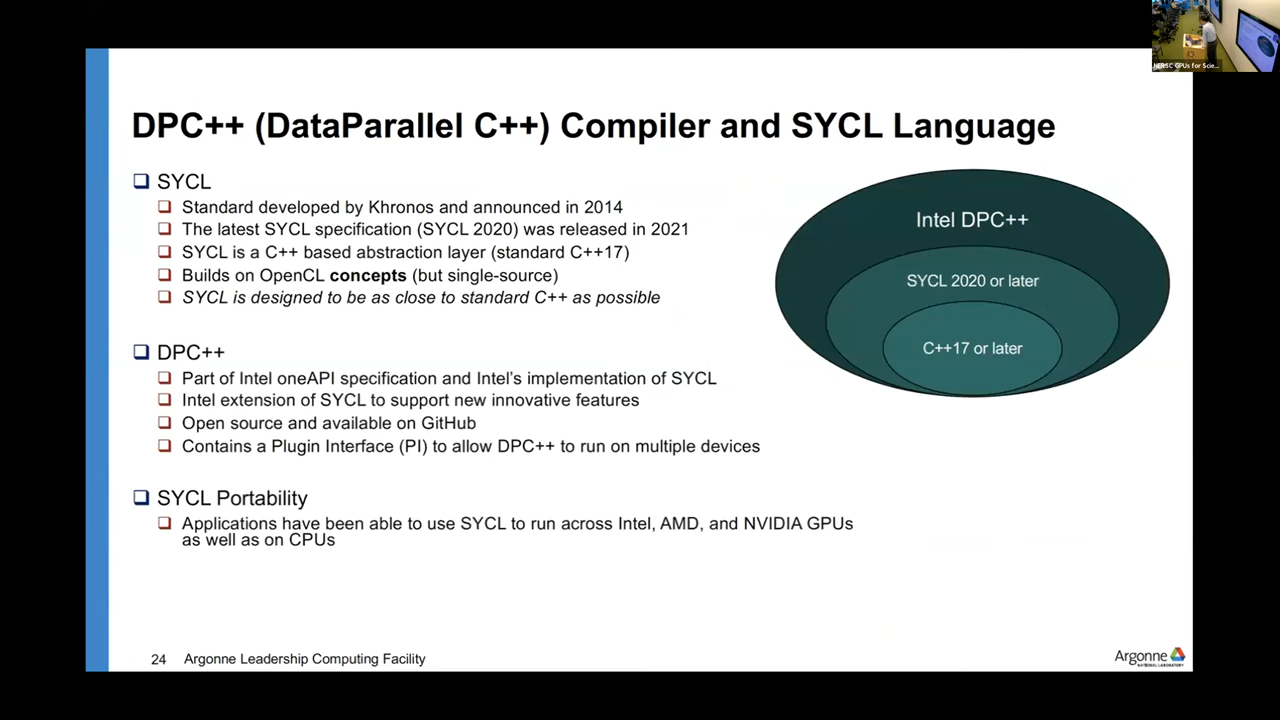 NERSC GPUs for Scie...
DPC++ (DataParallel C++) Compiler and SYCL Language
SYCL
Standard developed by Khronos and announced in 2014
The latest SYCL specification (SYCL 2020) was released in 2021
SYCL is a C++ based abstraction layer (standard C++17)
Builds on OpenCL concepts (but single-source)
SYCL is designed to be as close to standard C++ as possible
DPC++
Part of Intel oneAPI specification and Intel's implementation of SYCL
Intel extension of SYCL to support new innovative features
Open source and available on GitHub
Contains a Plugin Interface (PI) to allow DPC++ to run on multiple devices
SYCL Portability
Applications have been able to use SYCL to run across Intel, AMD, and NVIDIA GPUs
as well as on CPUs
Intel DPC++
SYCL 2020 or later
C++17 or later
24 Argonne Leadership Computing Facility
Argonne
NATIONAL LABORATORY